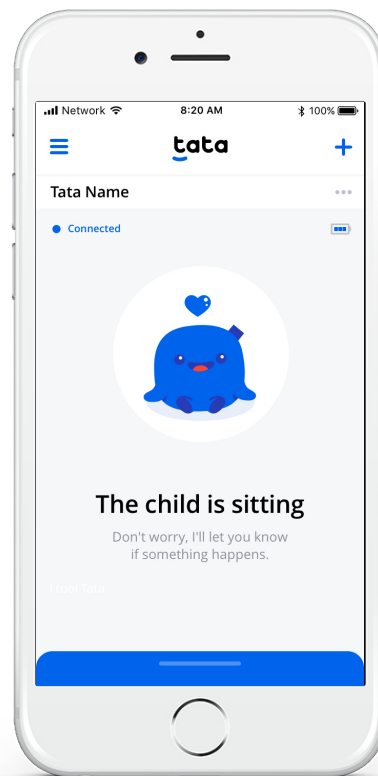 Network 8:20 AM 100%
tata
Tata Name
Connected
The child is sitting
Don't worry, I'll let you know
if something happens.
Tata